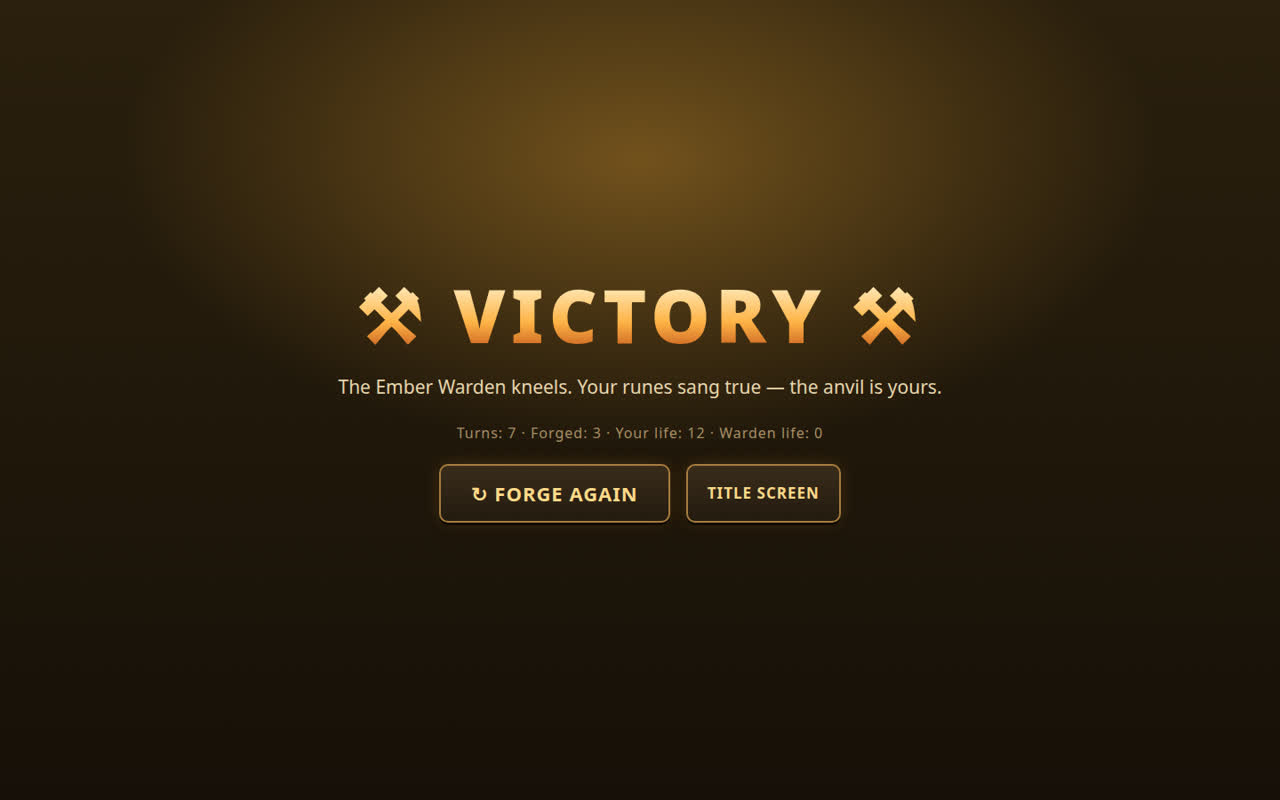 ⚒ VICTORY ⚒
The Ember Warden kneels. Your runes sang true — the anvil is yours.
Turns: 7 · Forged: 3 · Your life: 12 · Warden life: 0
↻ FORGE AGAIN
TITLE SCREEN